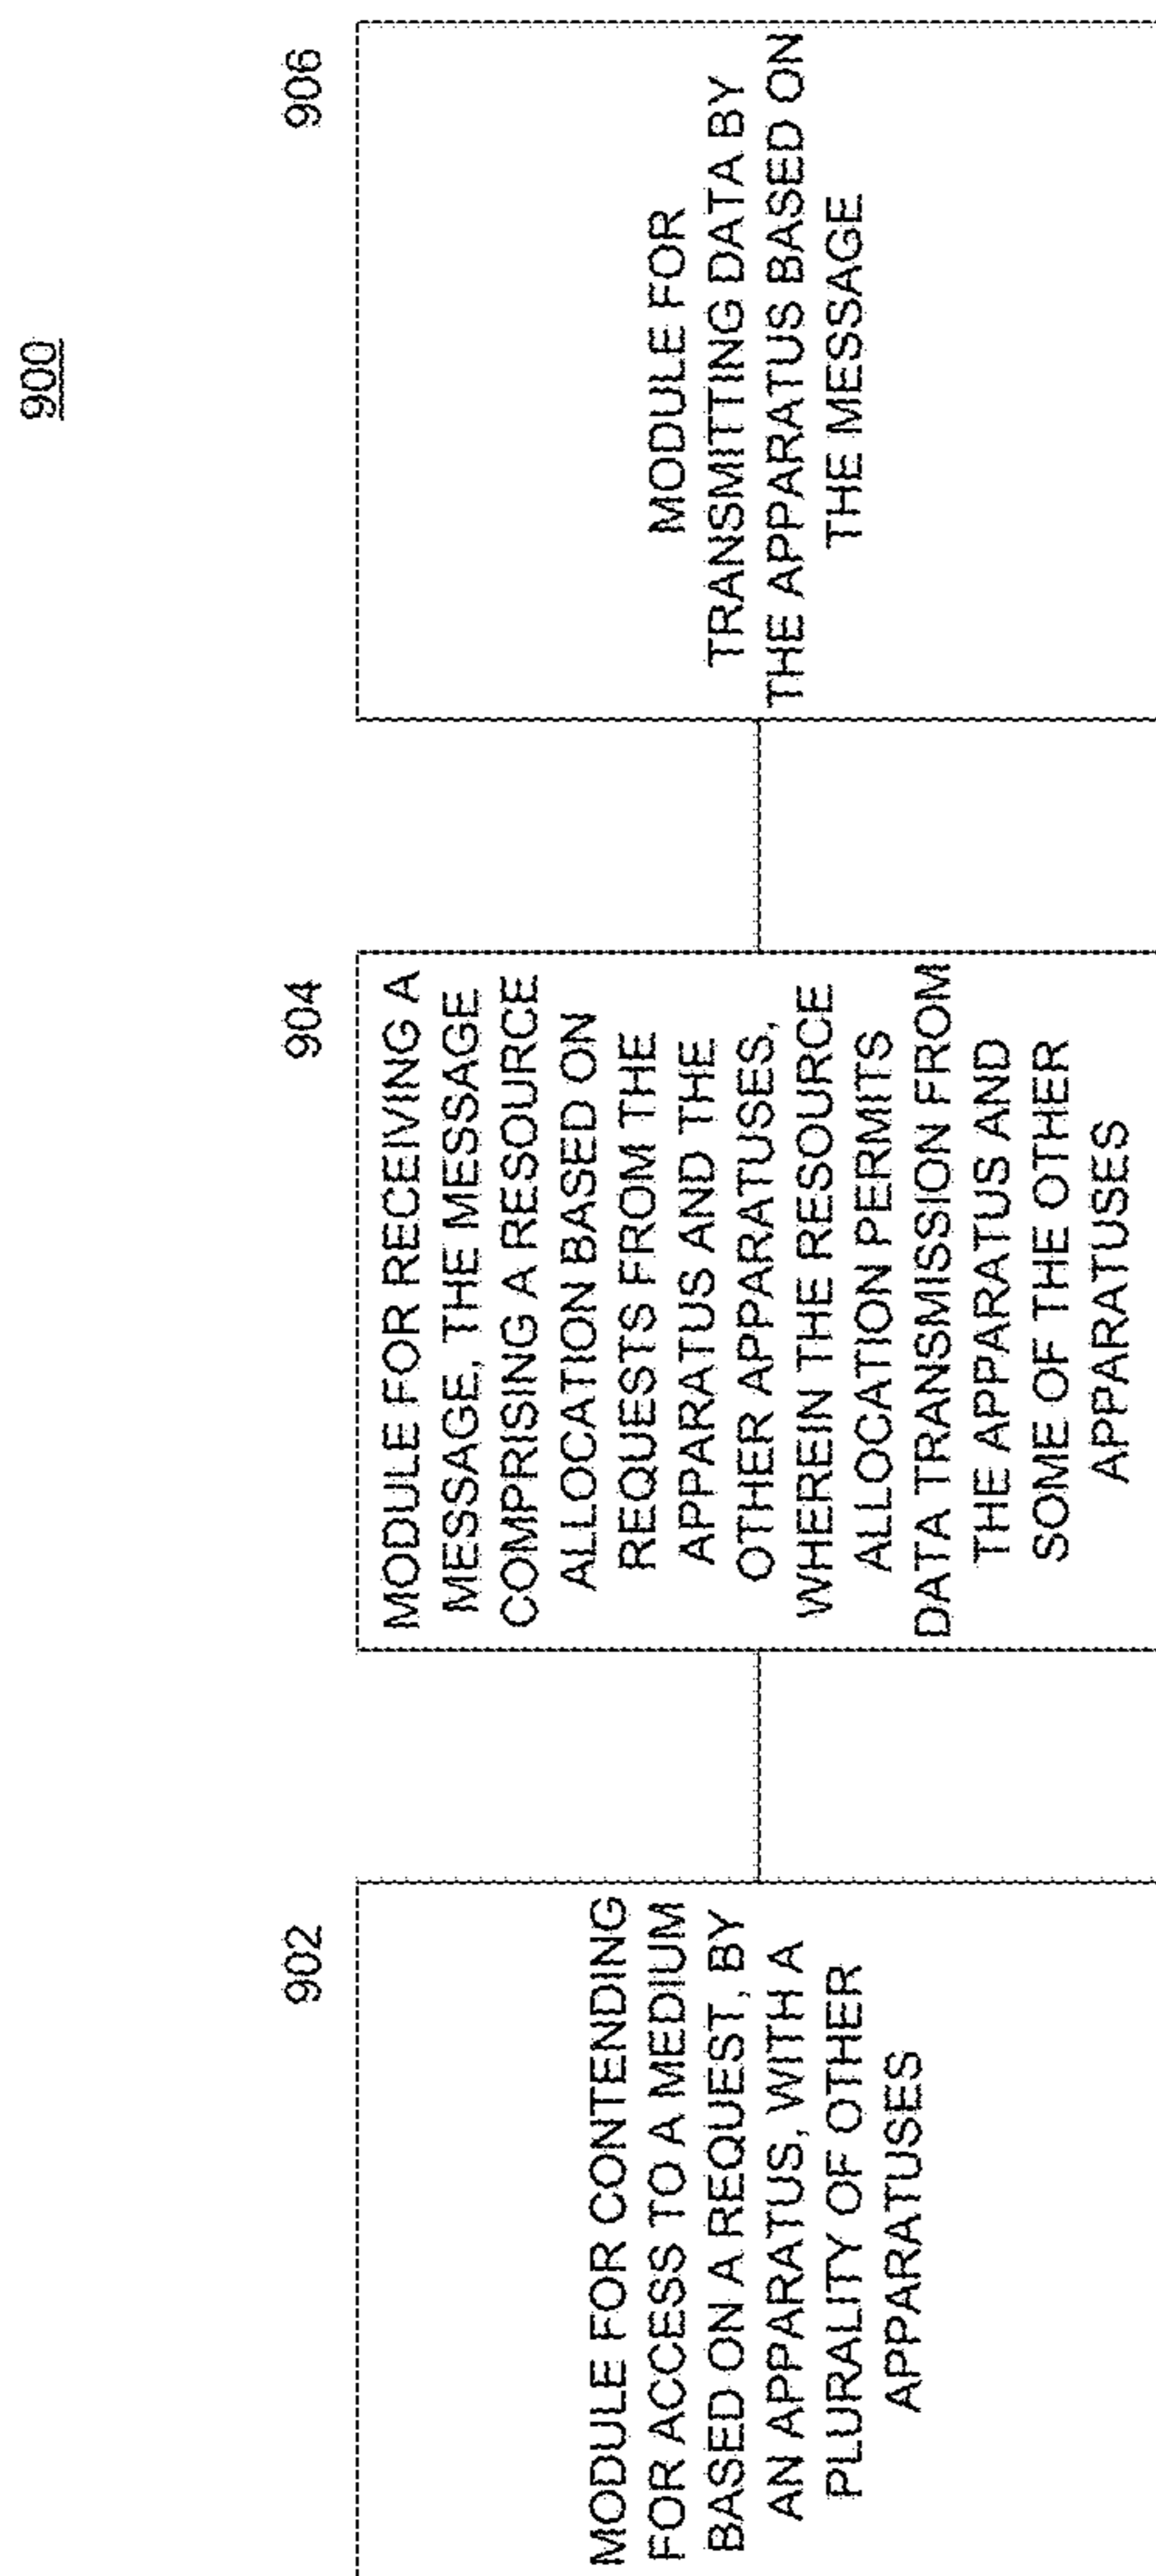 900
902
MODULE FOR CONTENDING
FOR ACCESS TO A MEDIUM
BASED ON A REQUEST, BY
AN APPARATUS, WITH A
PLURALITY OF OTHER
APPARATUSES
904
MODULE FOR RECEIVING A
MESSAGE, THE MESSAGE
COMPRISING A RESOURCE
ALLOCATION BASED ON
REQUESTS FROM THE
APPARATUS AND THE
OTHER APPARATUSES,
WHEREIN THE RESOURCE
ALLOCATION PERMITS
DATA TRANSMISSION FROM
THE APPARATUS AND
SOME OF THE OTHER
APPARATUSES
906
MODULE FOR
TRANSMITTING DATA BY
THE APPARATUS BASED ON
THE MESSAGE